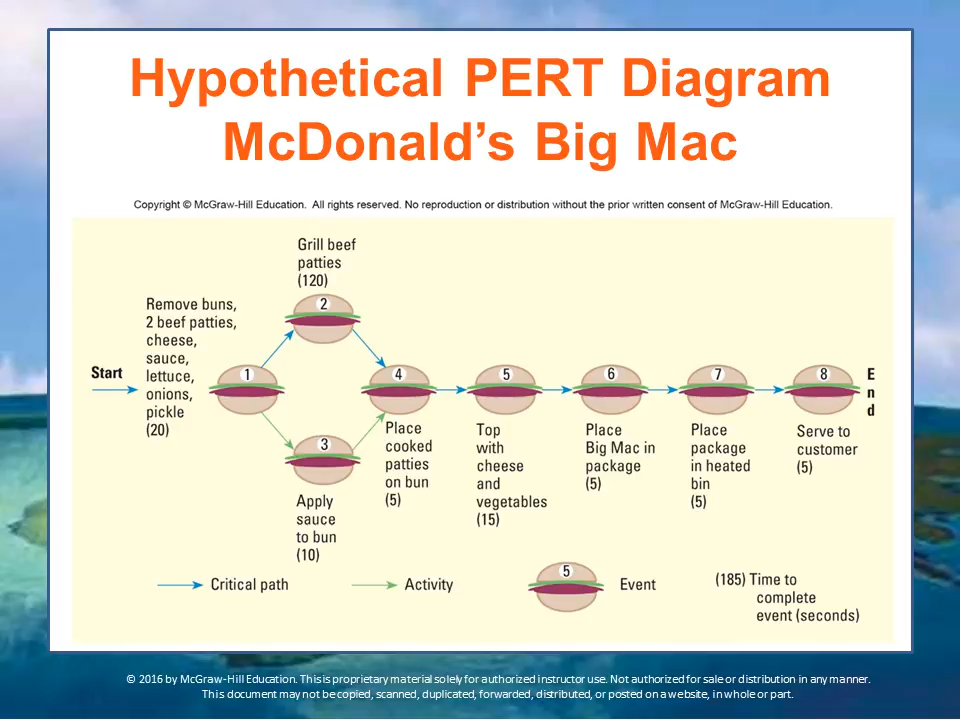 Hypothetical PERT Diagram
McDonald's Big Mac
Copyright © McGraw-Hill Education. All rights reserved. No reproduction or distribution without the prior written consent of McGraw-Hill Education.
Start
Remove buns,
2 beef patties,
cheese,
sauce,
lettuce,
onions,
pickle
(20)
1
Grill beef
patties
(120)
2
3
Apply
sauce
to bun
(10)
4
Place
cooked
patties
on bun
(5)
5
Top
with
cheese
and
vegetables
(15)
6
Place
Big Mac in
package
(5)
7
Place
package
in heated
bin
(5)
8
Serve to
customer
(5)
E
n
d
Critical path
Activity
5
Event
(185) Time to
complete
event (seconds)
© 2016 by McGraw-Hill Education. This is proprietary material solely for authorized instructor use. Not authorized for sale or distribution in any manner.
This document may not be copied, scanned, duplicated, forwarded, distributed, or posted on a website, in whole or part.